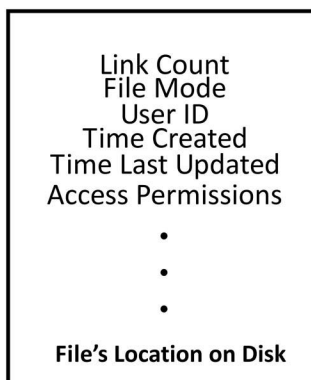 Link Count
File Mode
User ID
Time Created
Time Last Updated
Access Permissions
•
•
•
File's Location on Disk